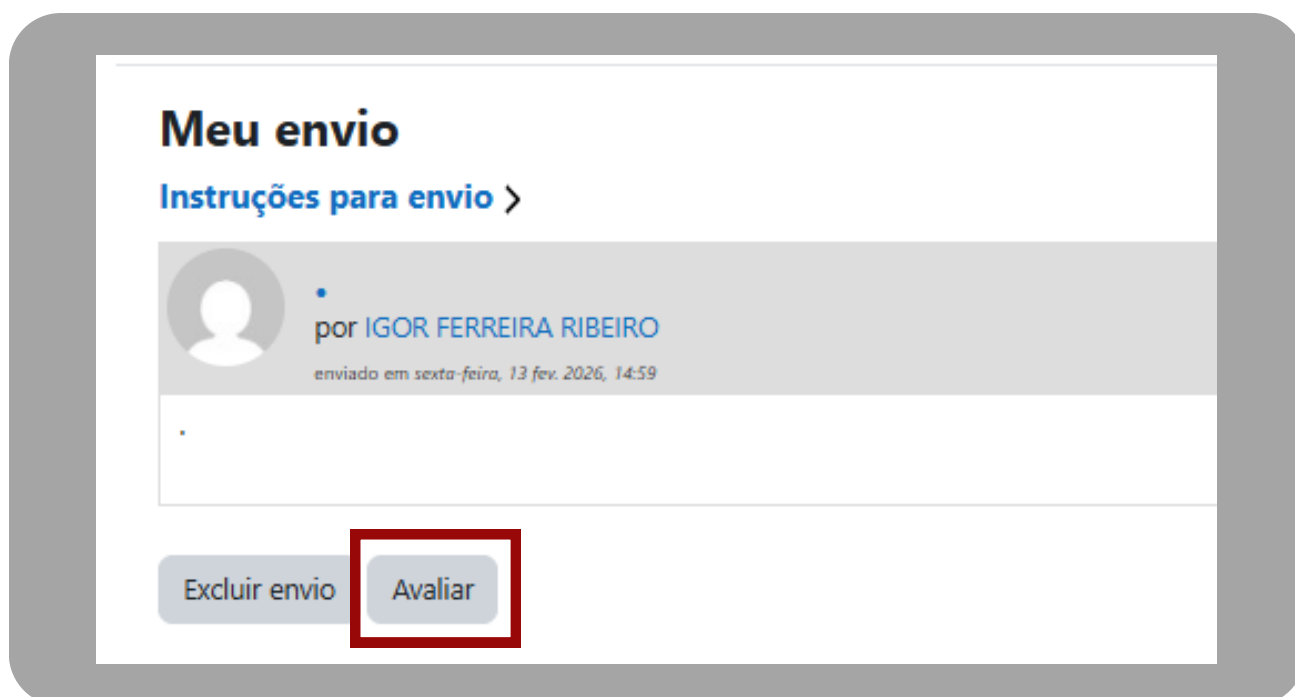 Meu envio
Instruções para envio
•
por IGOR FERREIRA RIBEIRO
enviado em sexta-feira, 13 fev. 2026, 14:59
.
Excluir envio Avaliar